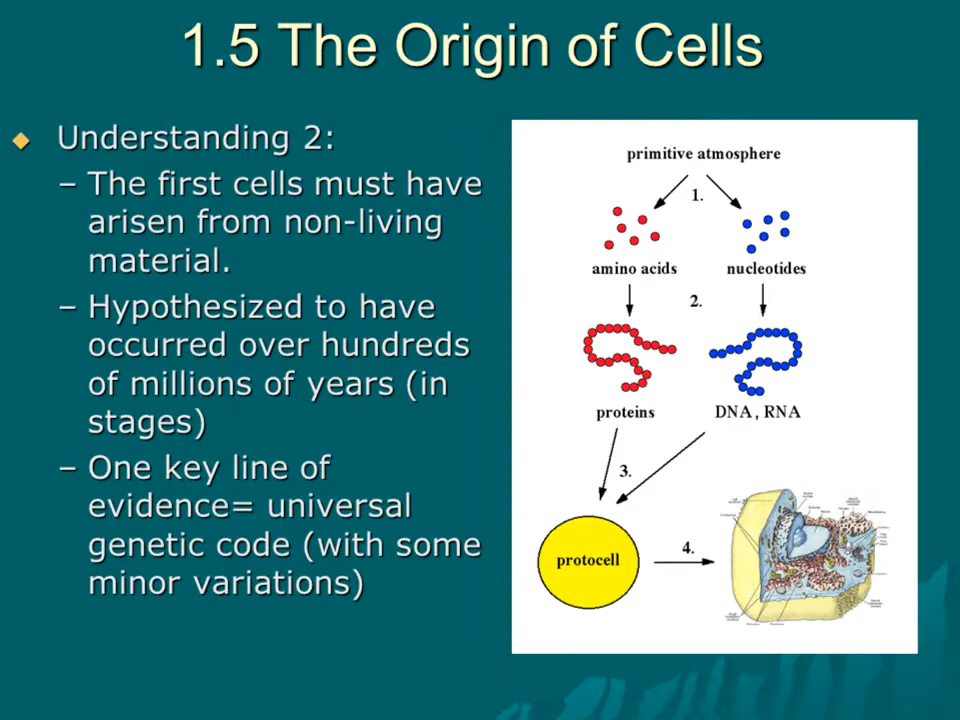 1.5 The Origin of Cells
Understanding 2:
– The first cells must have
arisen from non-living
material.
– Hypothesized to have
occurred over hundreds
of millions of years (in
stages)
– One key line of
evidence= universal
genetic code (with some
minor variations)
primitive atmosphere
1.
amino acids
nucleotides
2.
proteins
DNA , RNA
3.
protocell
4.